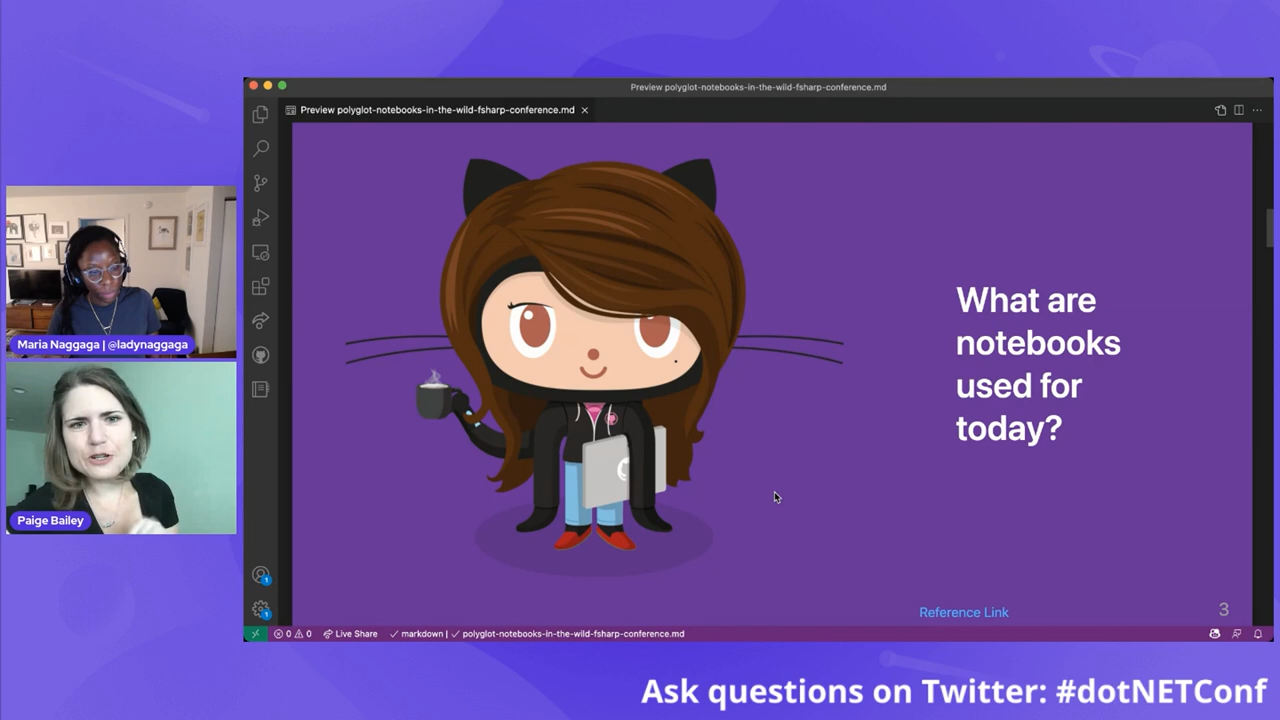 Preview polyglot-notebooks-in-the-wild-fsharp-conference.md
Preview polyglot-notebooks-in-the-wild-fsharp-conference.md
What are
notebooks
used for
today?
Maria Naggaga | @ladynaggaga
Paige Bailey
1
1
Reference Link
3
0 0 Live Share markdown | polyglot-notebooks-in-the-wild-fsharp-conference.md
Ask questions on Twitter: #dotNETConf